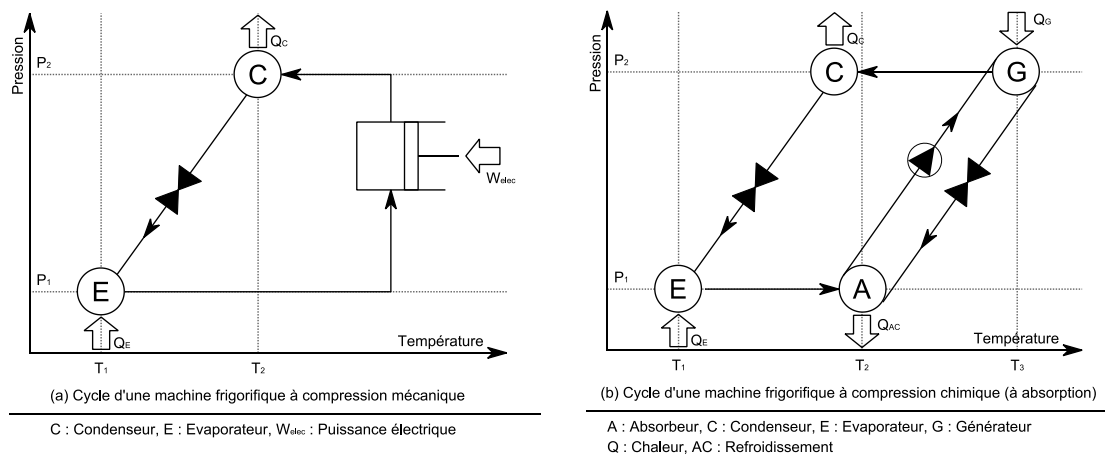 Pression
P2
P1
QC
C
Welec
E
QE
Température
T1
T2
(a) Cycle d'une machine frigorifique à compression mécanique
C : Condenseur, E : Evaporateur, Welec : Puissance électrique
Pression
P2
P1
QC
QG
C
G
E
A
QE
QAC
Température
T1
T2
T3
(b) Cycle d'une machine frigorifique à compression chimique (à absorption)
A : Absorbeur, C : Condenseur, E : Evaporateur, G : Générateur
Q : Chaleur, AC : Refroidissement